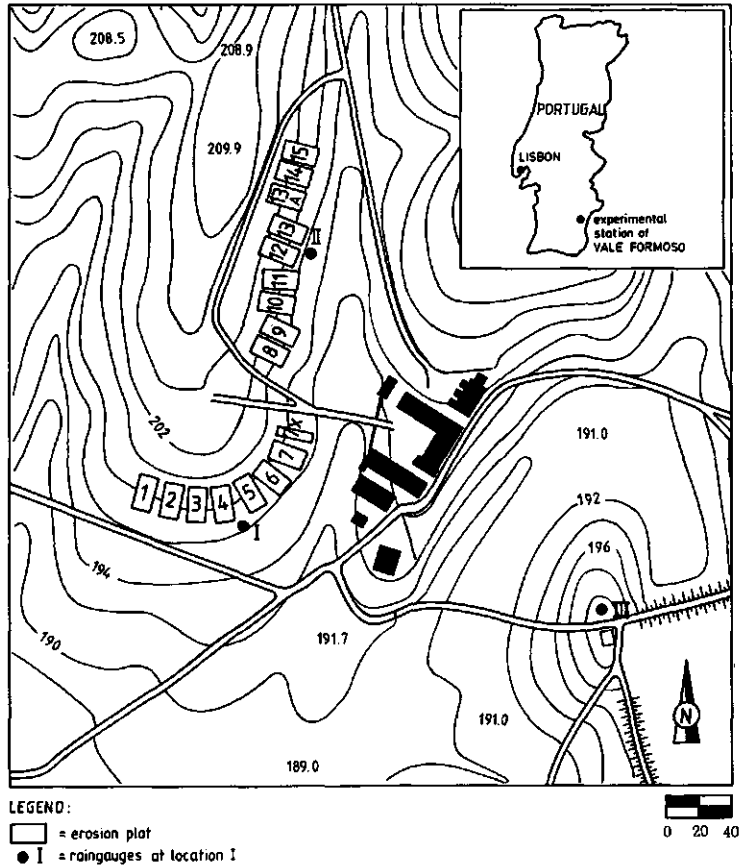 208.5
208.9
209.9
PORTUGAL
LISBON
experimental
station of
VALE FORMOSO
15
14
13
A
13
II
12
11
10
9
8
202
X
7
6
5
4
3
2
1
I
194
190
191.0
192
196
III
191.7
191.0
189.0
N
LEGEND:
= erosion plot
I = raingauges at location I
0 20 40